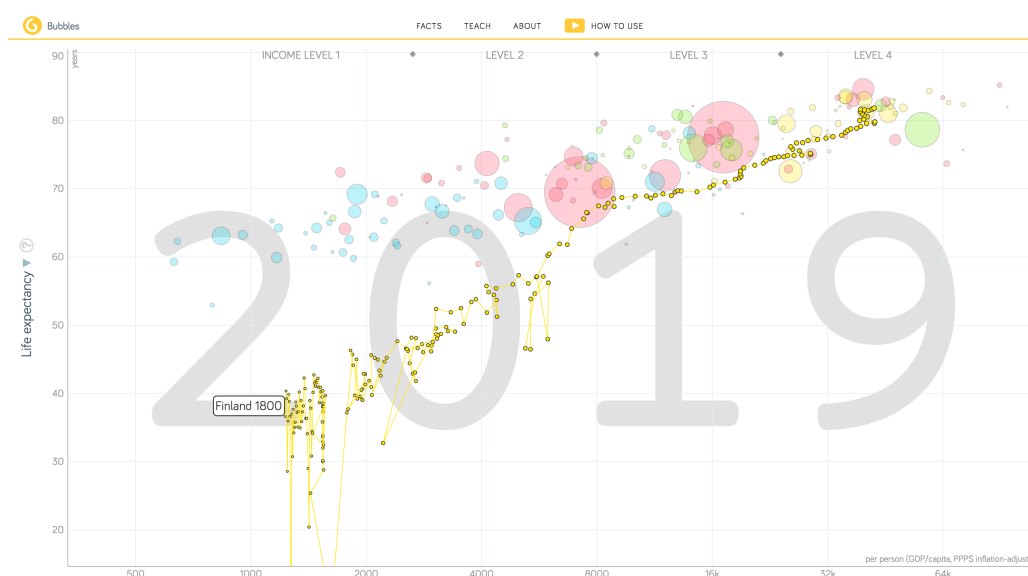 Bubbles FACTS TEACH ABOUT HOW TO USE
INCOME LEVEL 1 LEVEL 2 LEVEL 3 LEVEL 4
years
90
80
70
60
50
40
30
20
Life expectancy ▼ ?
2019
Finland 1800
per person (GDP/capita, PPP$ inflation-adjust
500 1000 2000 4000 8000 16k 32k 64k